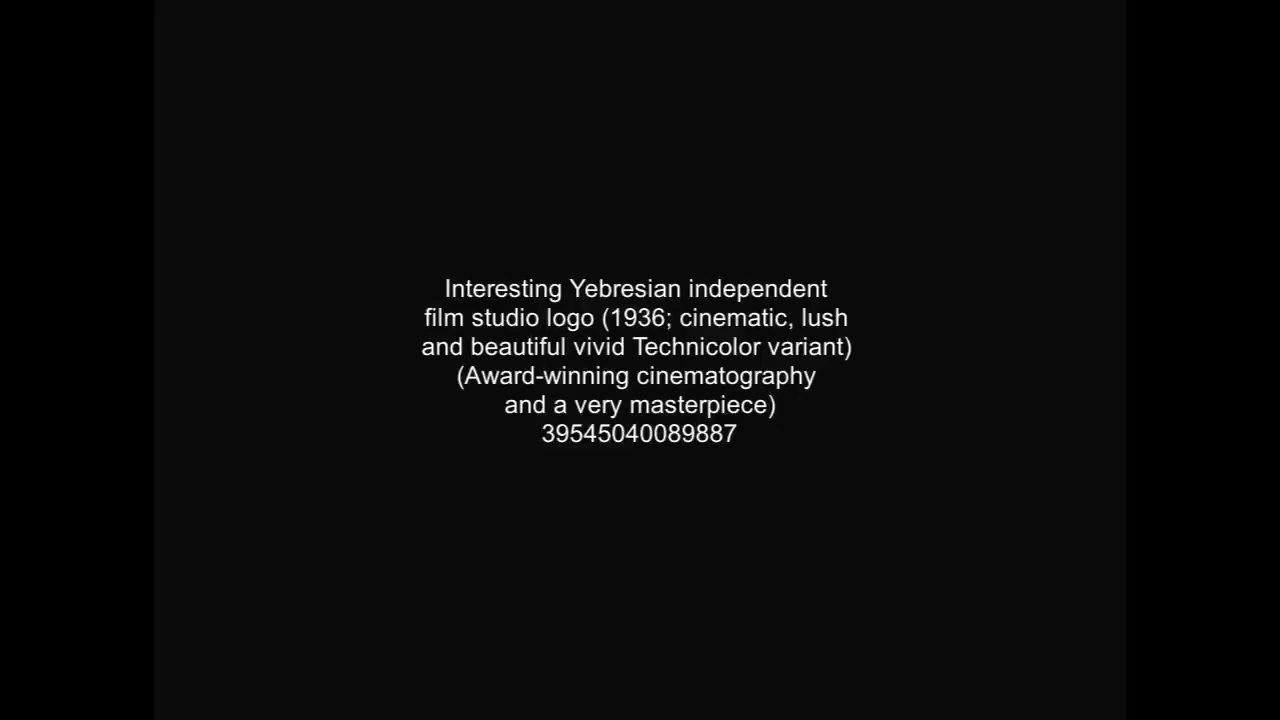 Interesting Yebresian independent
film studio logo (1936; cinematic, lush
and beautiful vivid Technicolor variant)
(Award-winning cinematography
and a very masterpiece)
39545040089887